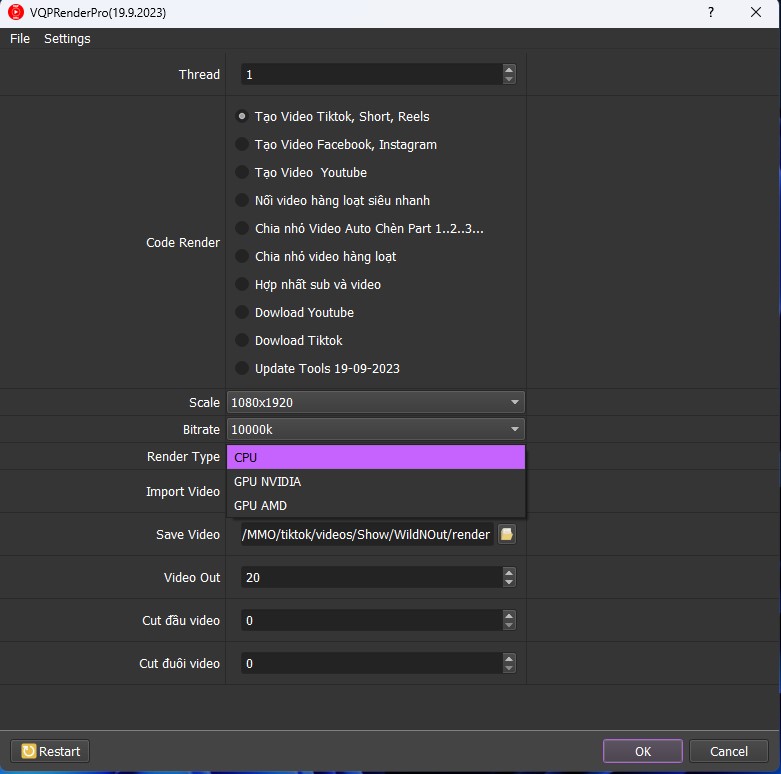 VQPRenderPro(19.9.2023)
File Settings
Thread 1
Tạo Video Tiktok, Short, Reels
Tạo Video Facebook, Instagram
Tạo Video  Youtube
Nối video hàng loạt siêu nhanh
Chia nhỏ Video Auto Chèn Part 1..2..3...
Code Render
Chia nhỏ video hàng loạt
Hợp nhất sub và video
Dowload Youtube
Dowload Tiktok
Update Tools 19-09-2023
Scale 1080x1920
Bitrate 10000k
Render Type CPU
GPU NVIDIA
Import Video
GPU AMD
Save Video /MMO/tiktok/videos/Show/WildNOut/render
Video Out 20
Cut đầu video 0
Cut đuôi video 0
Restart OK Cancel